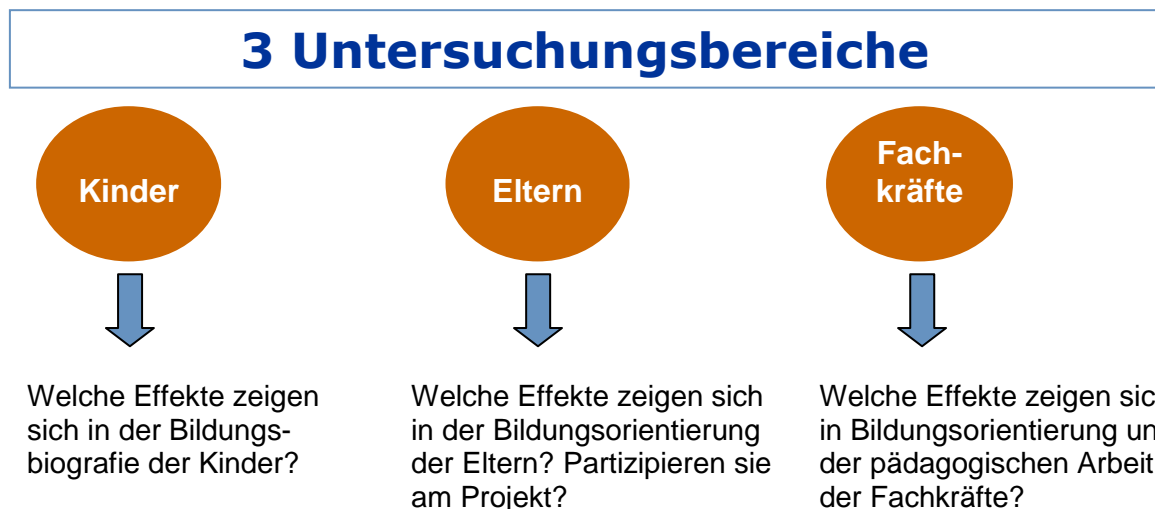 3 Untersuchungsbereiche
Kinder
Eltern
Fach-
kräfte
Welche Effekte zeigen
sich in der Bildungs-
biografie der Kinder?
Welche Effekte zeigen sich
in der Bildungsorientierung
der Eltern? Partizipieren sie
am Projekt?
Welche Effekte zeigen sic
in Bildungsorientierung un
der pädagogischen Arbeit
der Fachkräfte?